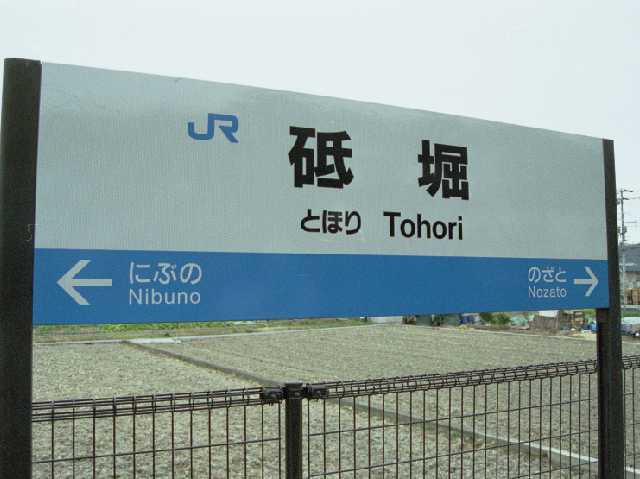 JR
砥堀
とほり Tohori
← にぶの のざと →
Nibuno Nozato